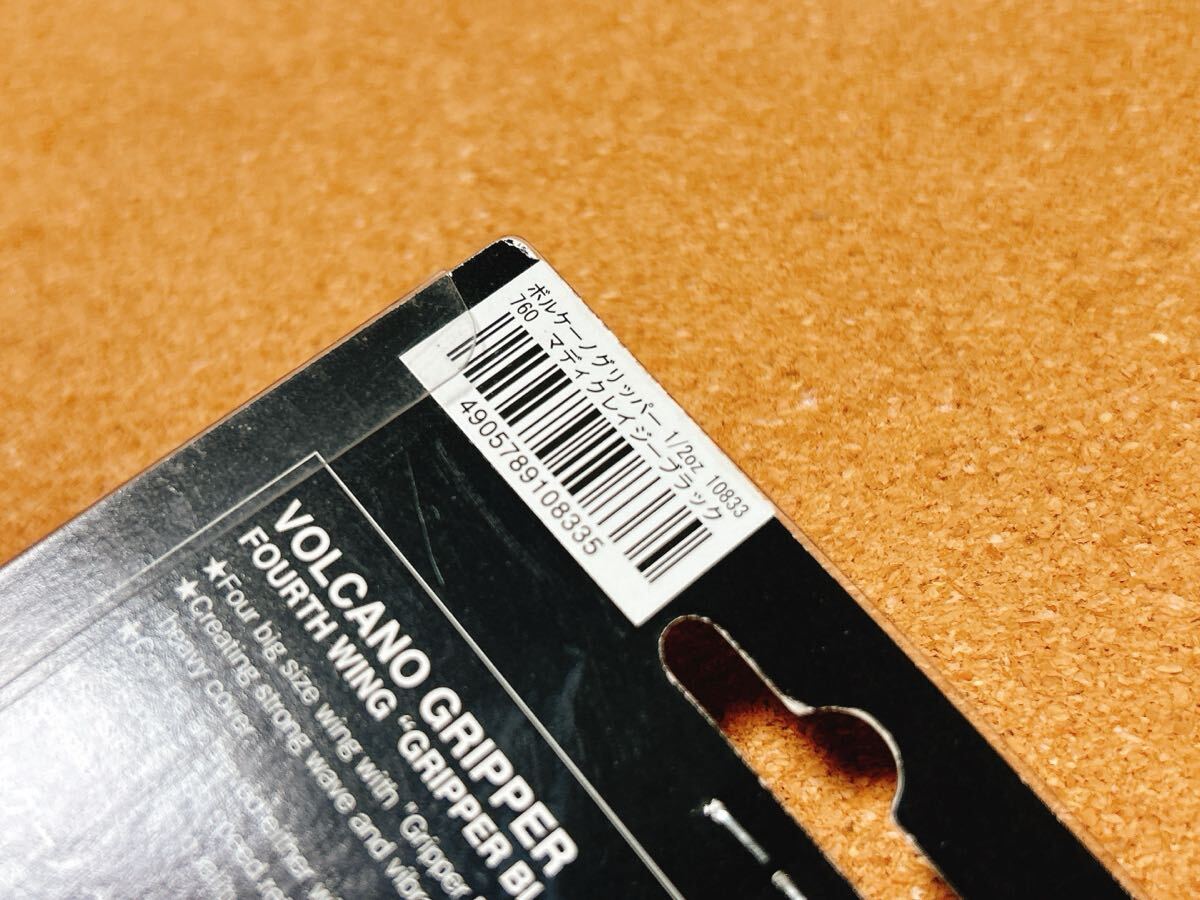 ボルケーノグリッパー 1/2oz 10833
760 マディクレイジーブラック
4905789108335
VOLCANO GRIPPER
FOURTH WING “GRIPPER
★Four big size wing with "Gripper
★Creating strong wave and
heavy cover.